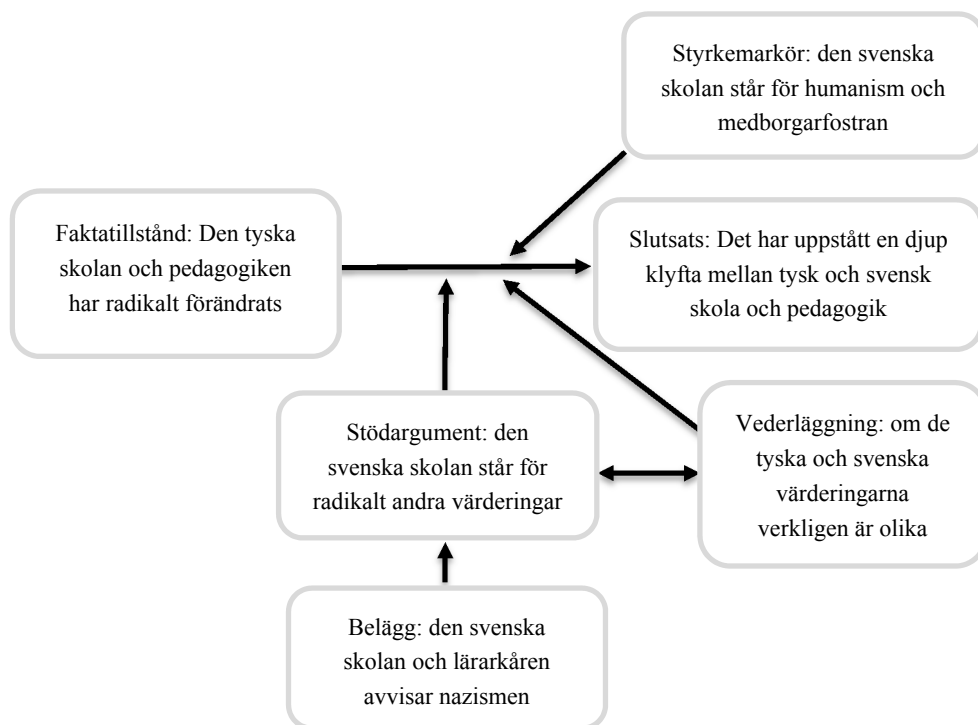 Styrkemarkör: den svenska
skolan står för humanism och
medborgarfostran
Faktatillstånd: Den tyska
skolan och pedagogiken
har radikalt förändrats
Slutsats: Det har uppstått en djup
klyfta mellan tysk och svensk
skola och pedagogik
Stödargument: den
svenska skolan står för
radikalt andra värderingar
Vederläggning: om de
tyska och svenska
värderingarna
verkligen är olika
Belägg: den svenska
skolan och lärarkåren
avvisar nazismen